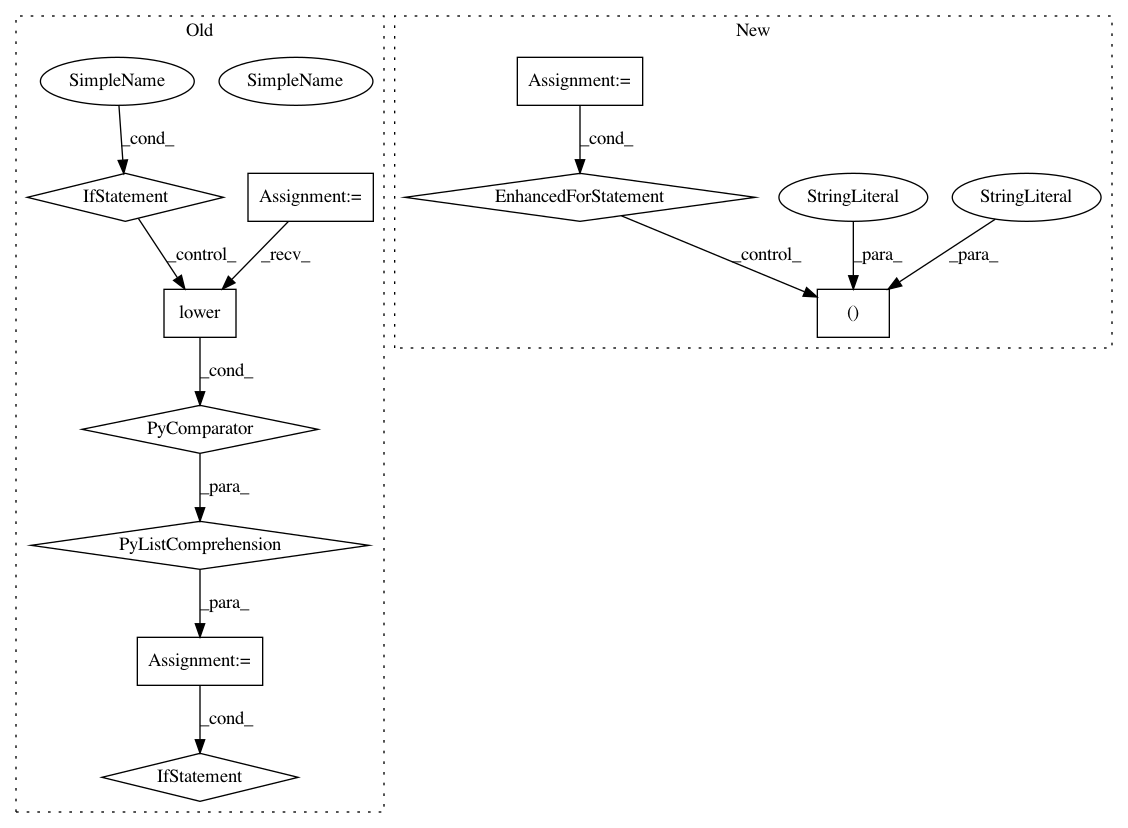 Old
New
SimpleName
SimpleName
Assignment:=
_cond_
_cond_
IfStatement
Assignment:=
EnhancedForStatement
StringLiteral
StringLiteral
_control_
_recv_
_control_
_para_
_para_
lower
()
_cond_
PyComparator
_para_
PyListComprehension
_para_
Assignment:=
_cond_
IfStatement